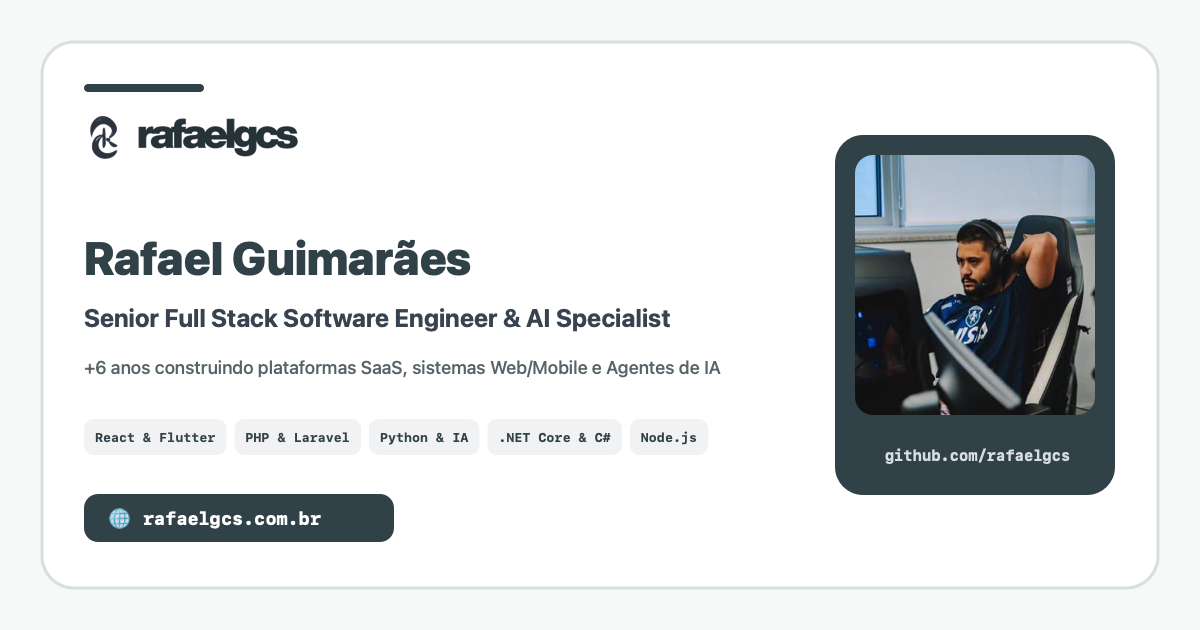 rafaelgcs
Rafael Guimarães
Senior Full Stack Software Engineer & AI Specialist
+6 anos construindo plataformas SaaS, sistemas Web/Mobile e Agentes de IA
React & Flutter
PHP & Laravel
Python & IA
.NET Core & C#
Node.js
rafaelgcs.com.br
github.com/rafaelgcs